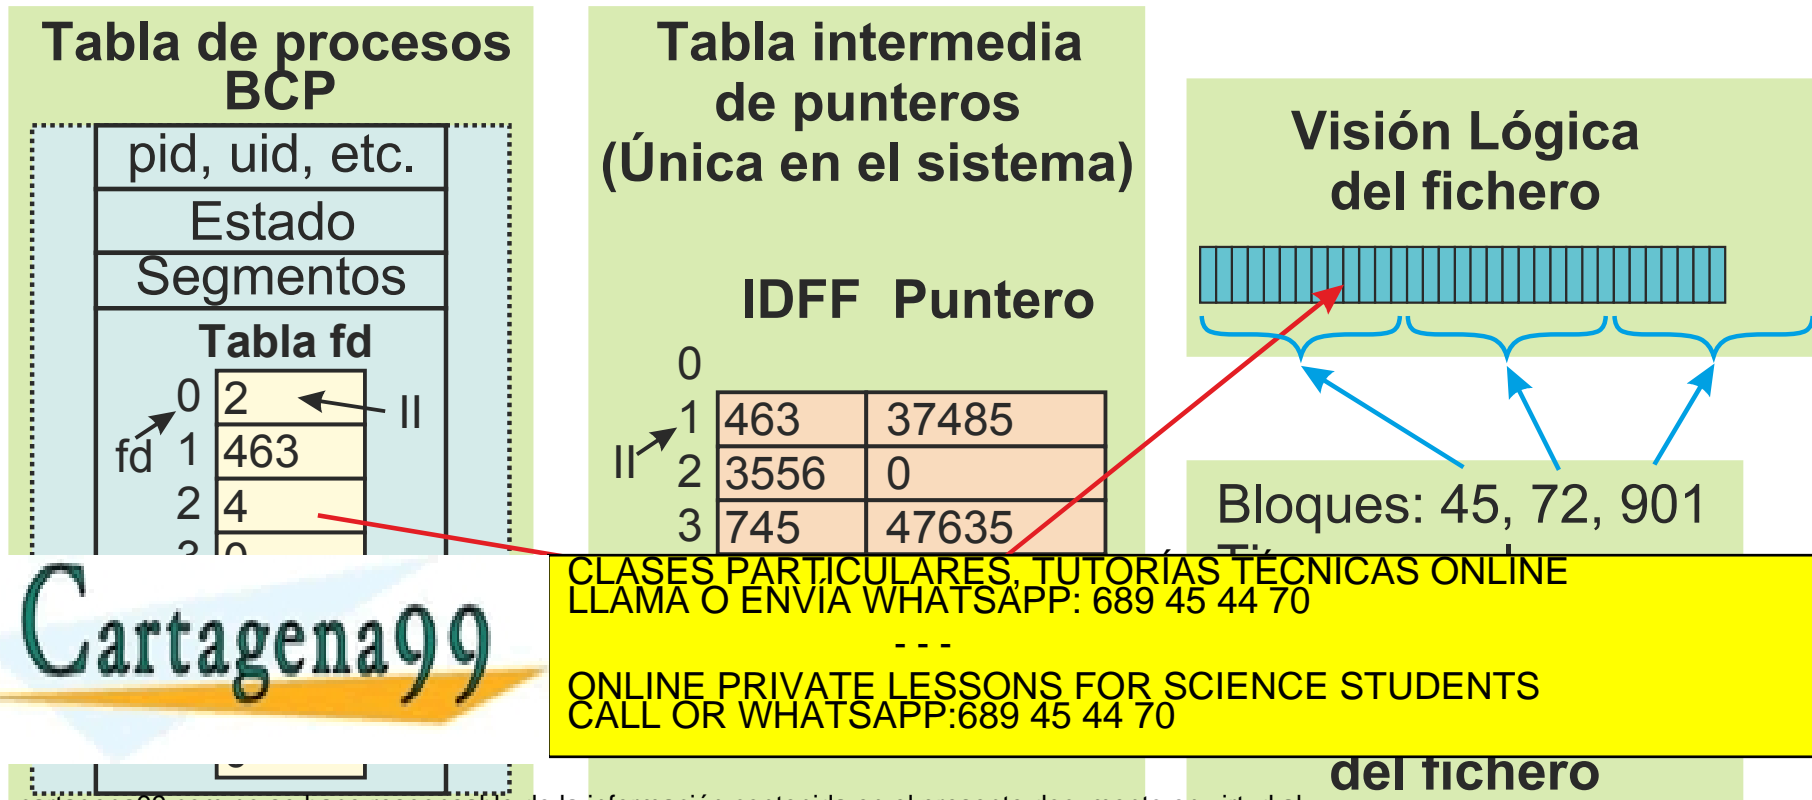 Tabla de procesos
BCP
pid, uid, etc.
Estado
Segmentos
Tabla fd
0 2 II
fd 1 463
2 4
Tabla intermedia
de punteros
(Única en el sistema)
IDFF Puntero
0
1 463 37485
II 2 3556 0
3 745 47635
Visión Lógica
del fichero
Bloques: 45, 72, 901
Cartagena99
CLASES PARTICULARES, TUTORÍAS TÉCNICAS ONLINE
LLAMA O ENVÍA WHATSAPP: 689 45 44 70
- - -
ONLINE PRIVATE LESSONS FOR SCIENCE STUDENTS
CALL OR WHATSAPP:689 45 44 70
del fichero